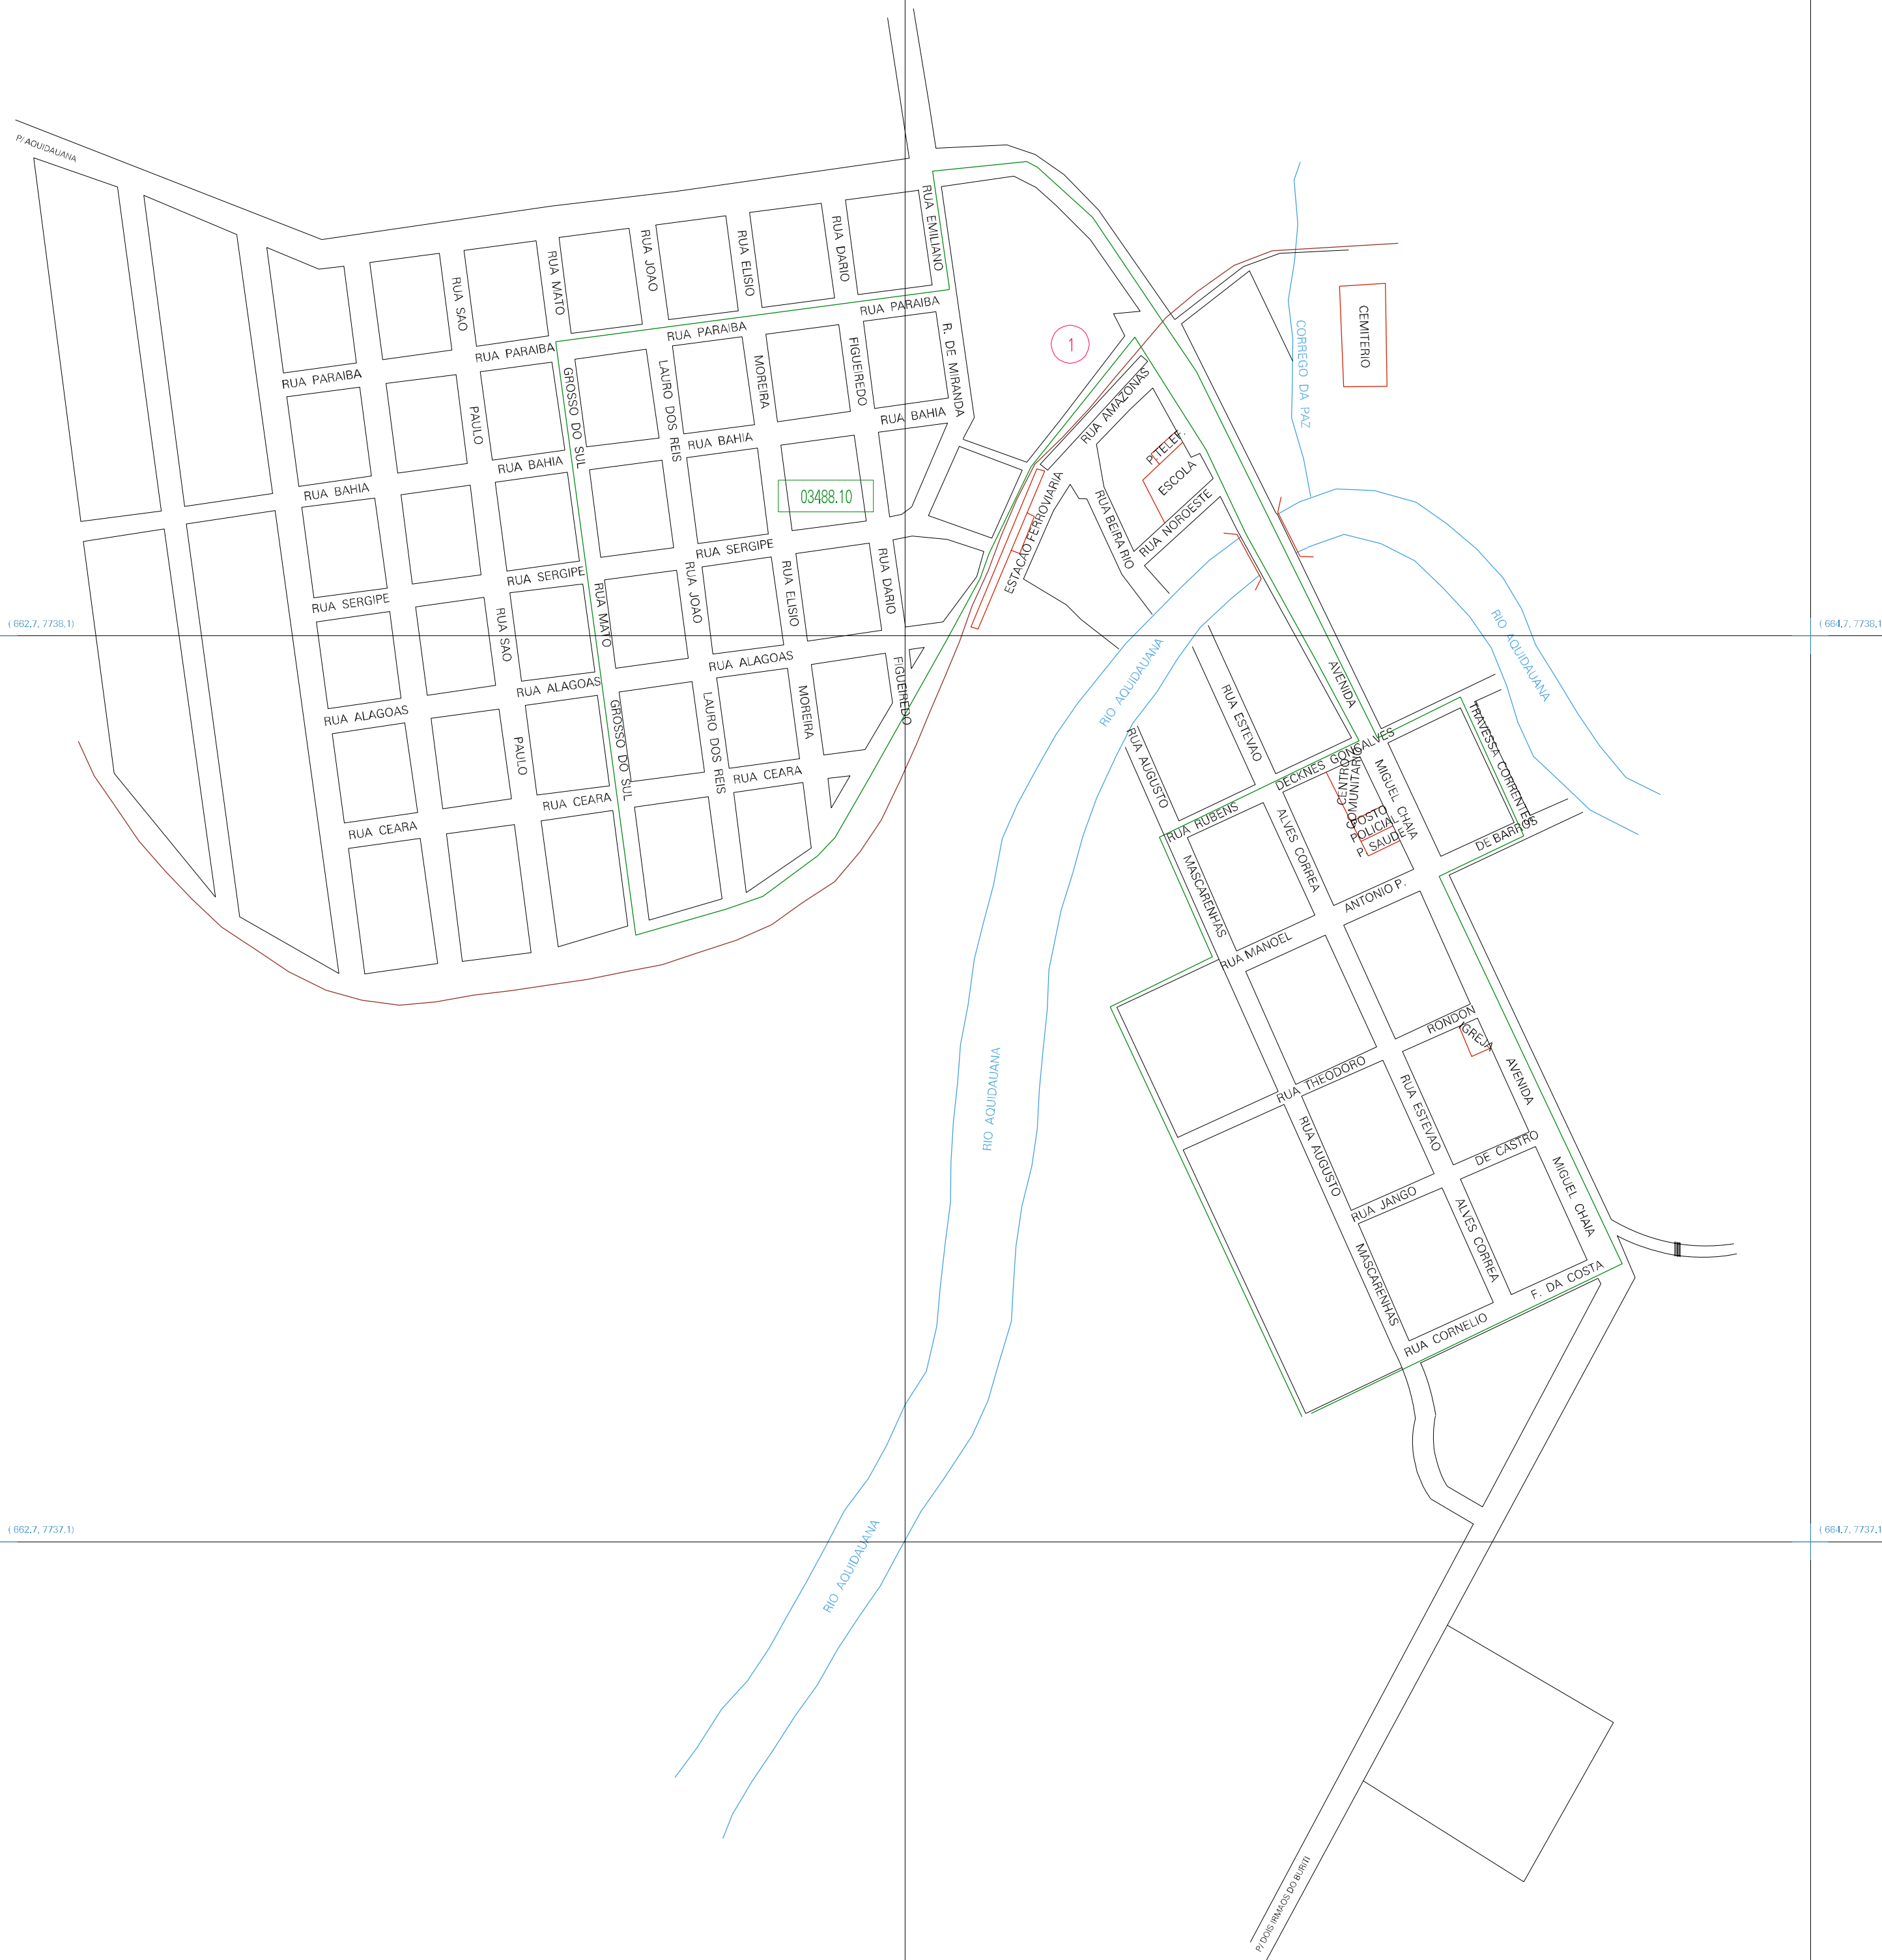 P/ AQUIDAUANA
RUA SAO
RUA MATO
RUA JOAO
RUA ELISIO
RUA DARIO
RUA EMILIANO
RUA PARAIBA
RUA PARAIBA
RUA PARAIBA
RUA PARAIBA
PAULO
GROSSO DO SUL
LAURO DOS REIS
MOREIRA
FIGUEIREDO
R. DE MIRANDA
RUA BAHIA
RUA BAHIA
RUA BAHIA
RUA BAHIA
03488.10
1
RUA SERGIPE
RUA SERGIPE
RUA SERGIPE
RUA SAO
RUA MATO
RUA JOAO
RUA ELISIO
RUA DARIO
RUA ALAGOAS
RUA ALAGOAS
RUA ALAGOAS
PAULO
GROSSO DO SUL
LAURO DOS REIS
MOREIRA
FIGUEIREDO
RUA CEARA
RUA CEARA
RUA CEARA
CEMITERIO
CORREGO DA PAZ
RUA AMAZONAS
P.TELEF.
ESCOLA
RUA NOROESTE
RUA BEIRA RIO
ESTACAO FERROVIARIA
(662.7, 7738.1)
(664.7, 7738.1
RIO AQUIDAUANA
RIO AQUIDAUANA
RUA ESTEVAO
AVENIDA
RUA AUGUSTO
RUA RUBENS
DECKNES GONCALVES
TRAVESSA CORRENTES
CENTRO
COMUNITARIO
MIGUEL CHAIA
POSTO
POLICIAL
P. SAUDE
DE BARROS
ALVES CORREA
MASCARENHAS
ANTONIO P.
RUA MANOEL
RONDON
IGREJA
RUA THEODORO
AVENIDA
RUA ESTEVAO
RIO AQUIDAUANA
RUA AUGUSTO
DE CASTRO
MIGUEL CHAIA
RUA JANGO
ALVES CORREA
MASCARENHAS
F. DA COSTA
RUA CORNELIO
(662.7, 7737.1)
(664.7, 7737.1
RIO AQUIDAUANA
P/ DOIS IRMAOS DO BURITI